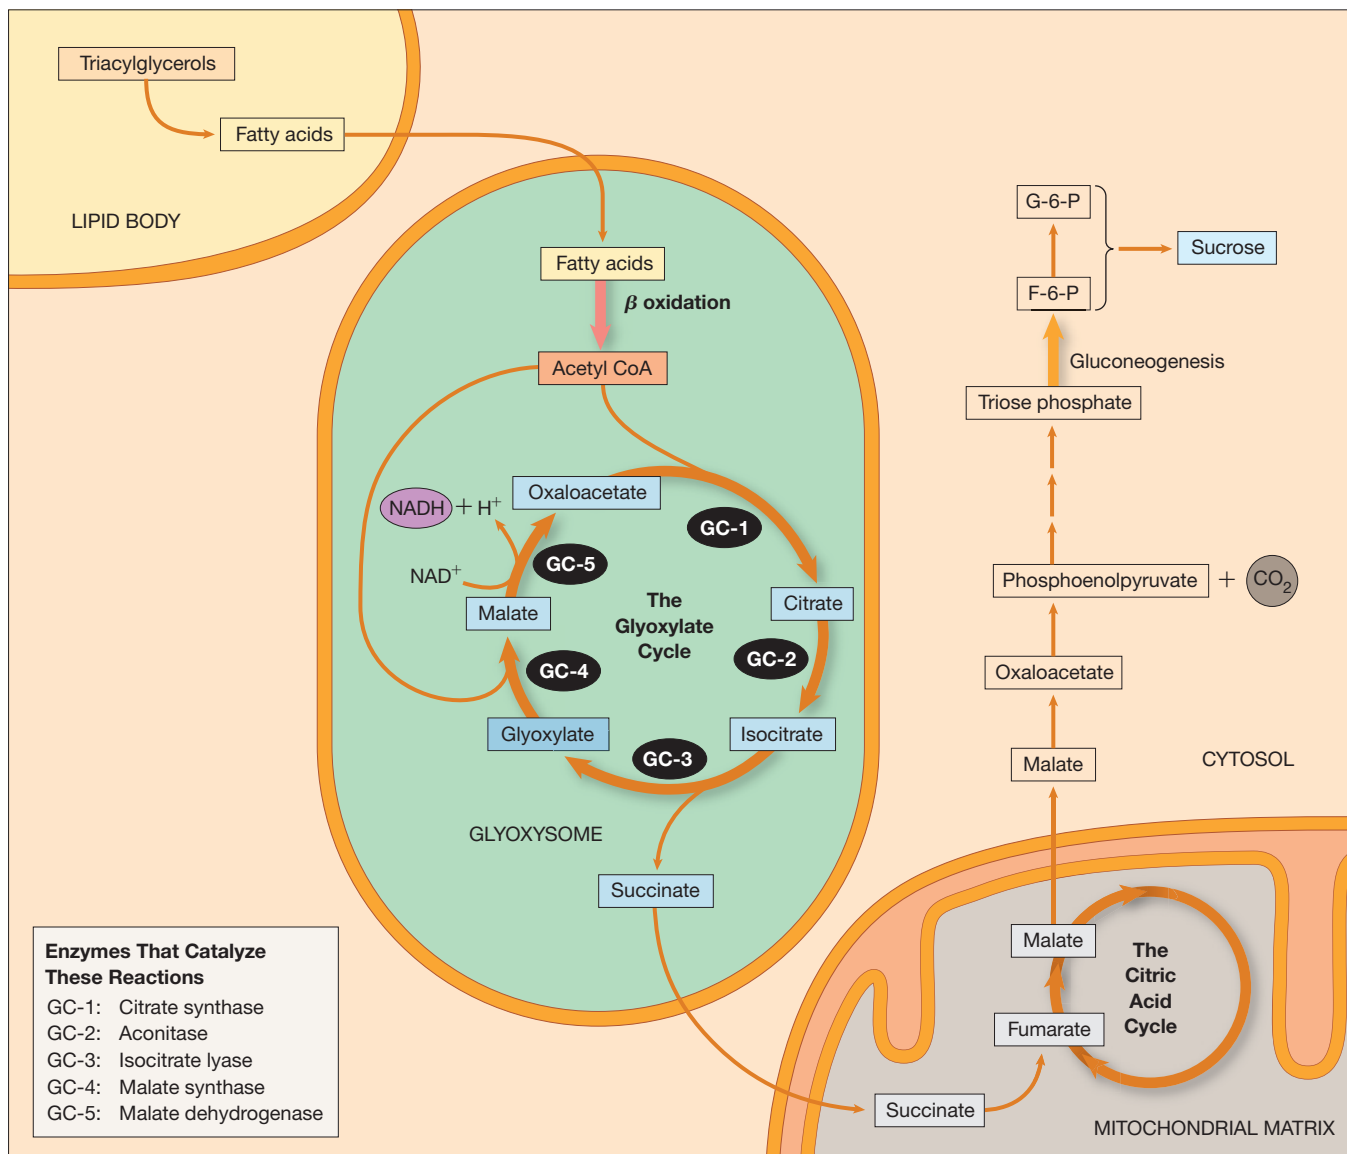 Triacylglycerols
Fatty acids
LIPID BODY
Fatty acids
β oxidation
Acetyl CoA
Oxaloacetate
NADH + H⁺
NAD⁺
GC-1
GC-5
Malate
The
Glyoxylate
Cycle
Citrate
GC-2
GC-4
Glyoxylate
GC-3
Isocitrate
GLYOXYSOME
Succinate
G-6-P
Sucrose
F-6-P
Gluconeogenesis
Triose phosphate
Phosphoenolpyruvate + CO₂
Oxaloacetate
Malate
CYTOSOL
Malate
The
Citric
Acid
Cycle
Fumarate
Succinate
MITOCHONDRIAL MATRIX
Enzymes That Catalyze
These Reactions
GC-1: Citrate synthase
GC-2: Aconitase
GC-3: Isocitrate lyase
GC-4: Malate synthase
GC-5: Malate dehydrogenase